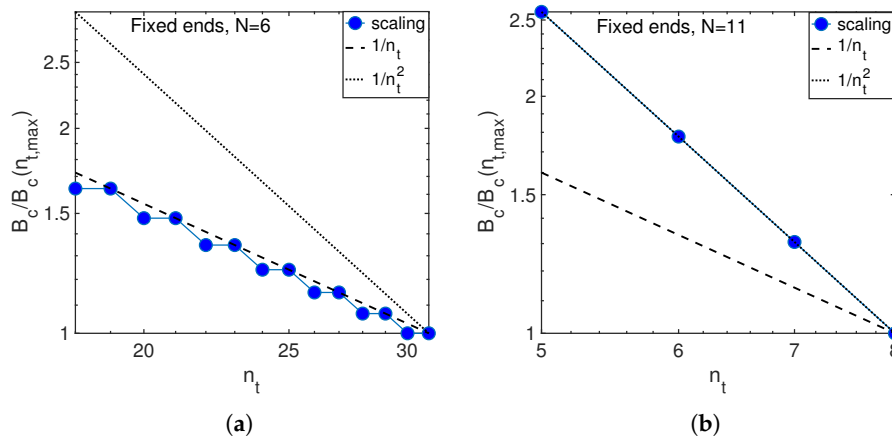 Fixed ends, N=6
scaling
1/n_t
1/n_t^2
2.5
2
1.5
1
B_c/B_c(n_{t,max})
20
25
30
n_t
(a)
Fixed ends, N=11
scaling
1/n_t
1/n_t^2
2.5
2
1.5
1
B_c/B_c(n_{t,max})
5
6
7
8
n_t
(b)